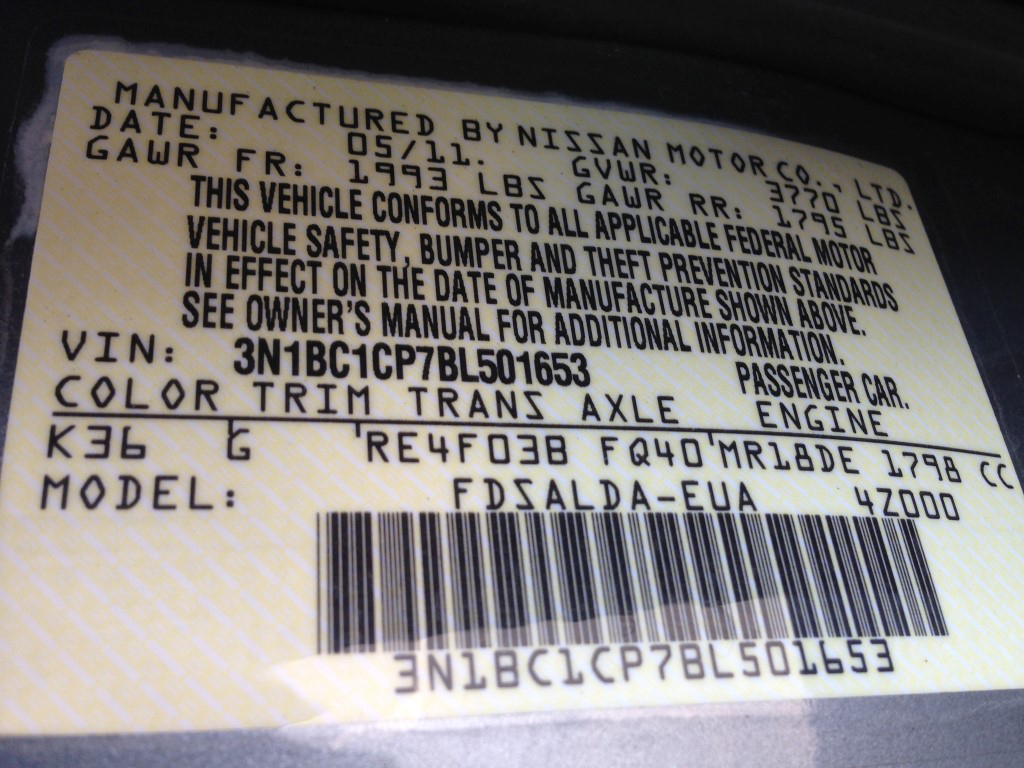 MANUFACTURED BY NISSAN MOTOR CO., LTD.
DATE: 05/11. GVWR: 3770 LBS
GAWR FR: 1993 LBS GAWR RR: 1795 LBS
THIS VEHICLE CONFORMS TO ALL APPLICABLE FEDERAL MOTOR
VEHICLE SAFETY, BUMPER AND THEFT PREVENTION STANDARDS
IN EFFECT ON THE DATE OF MANUFACTURE SHOWN ABOVE.
SEE OWNER'S MANUAL FOR ADDITIONAL INFORMATION.
VIN: 3N1BC1CP7BL501653 PASSENGER CAR.
COLOR TRIM TRANS AXLE ENGINE
K36 G RE4F03B FQ40 MR18DE 1798 CC
MODEL: FDSALDA-EUA 4Z000
3N1BC1CP7BL501653